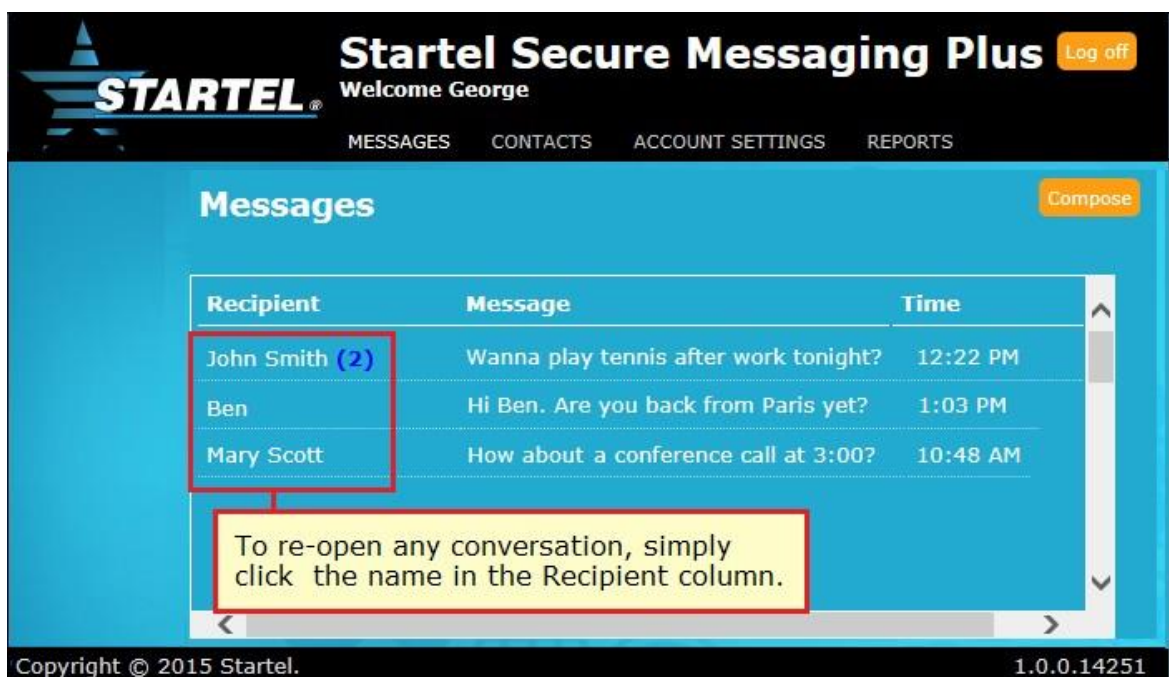 Startel Secure Messaging Plus Log off
STARTEL®
Welcome George
MESSAGES CONTACTS ACCOUNT SETTINGS REPORTS
Messages Compose
Recipient Message Time
John Smith (2) Wanna play tennis after work tonight? 12:22 PM
Ben Hi Ben. Are you back from Paris yet? 1:03 PM
Mary Scott How about a conference call at 3:00? 10:48 AM
To re-open any conversation, simply
click the name in the Recipient column.
Copyright © 2015 Startel. 1.0.0.14251